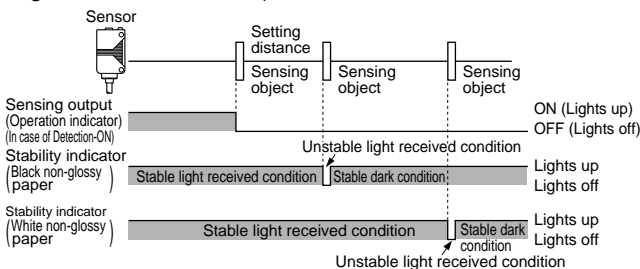 Sensor
Setting
distance
Sensing
object
Sensing
object
Sensing
object
Sensing output
(Operation indicator)
(In case of Detection-ON)
ON (Lights up)
OFF (Lights off)
Unstable light received condition
Stability indicator
(Black non-glossy
paper )
Stable light received condition
Stable dark condition
Lights up
Lights off
Stability indicator
(White non-glossy
paper )
Stable light received condition
Stable dark
condition
Lights up
Lights off
Unstable light received condition